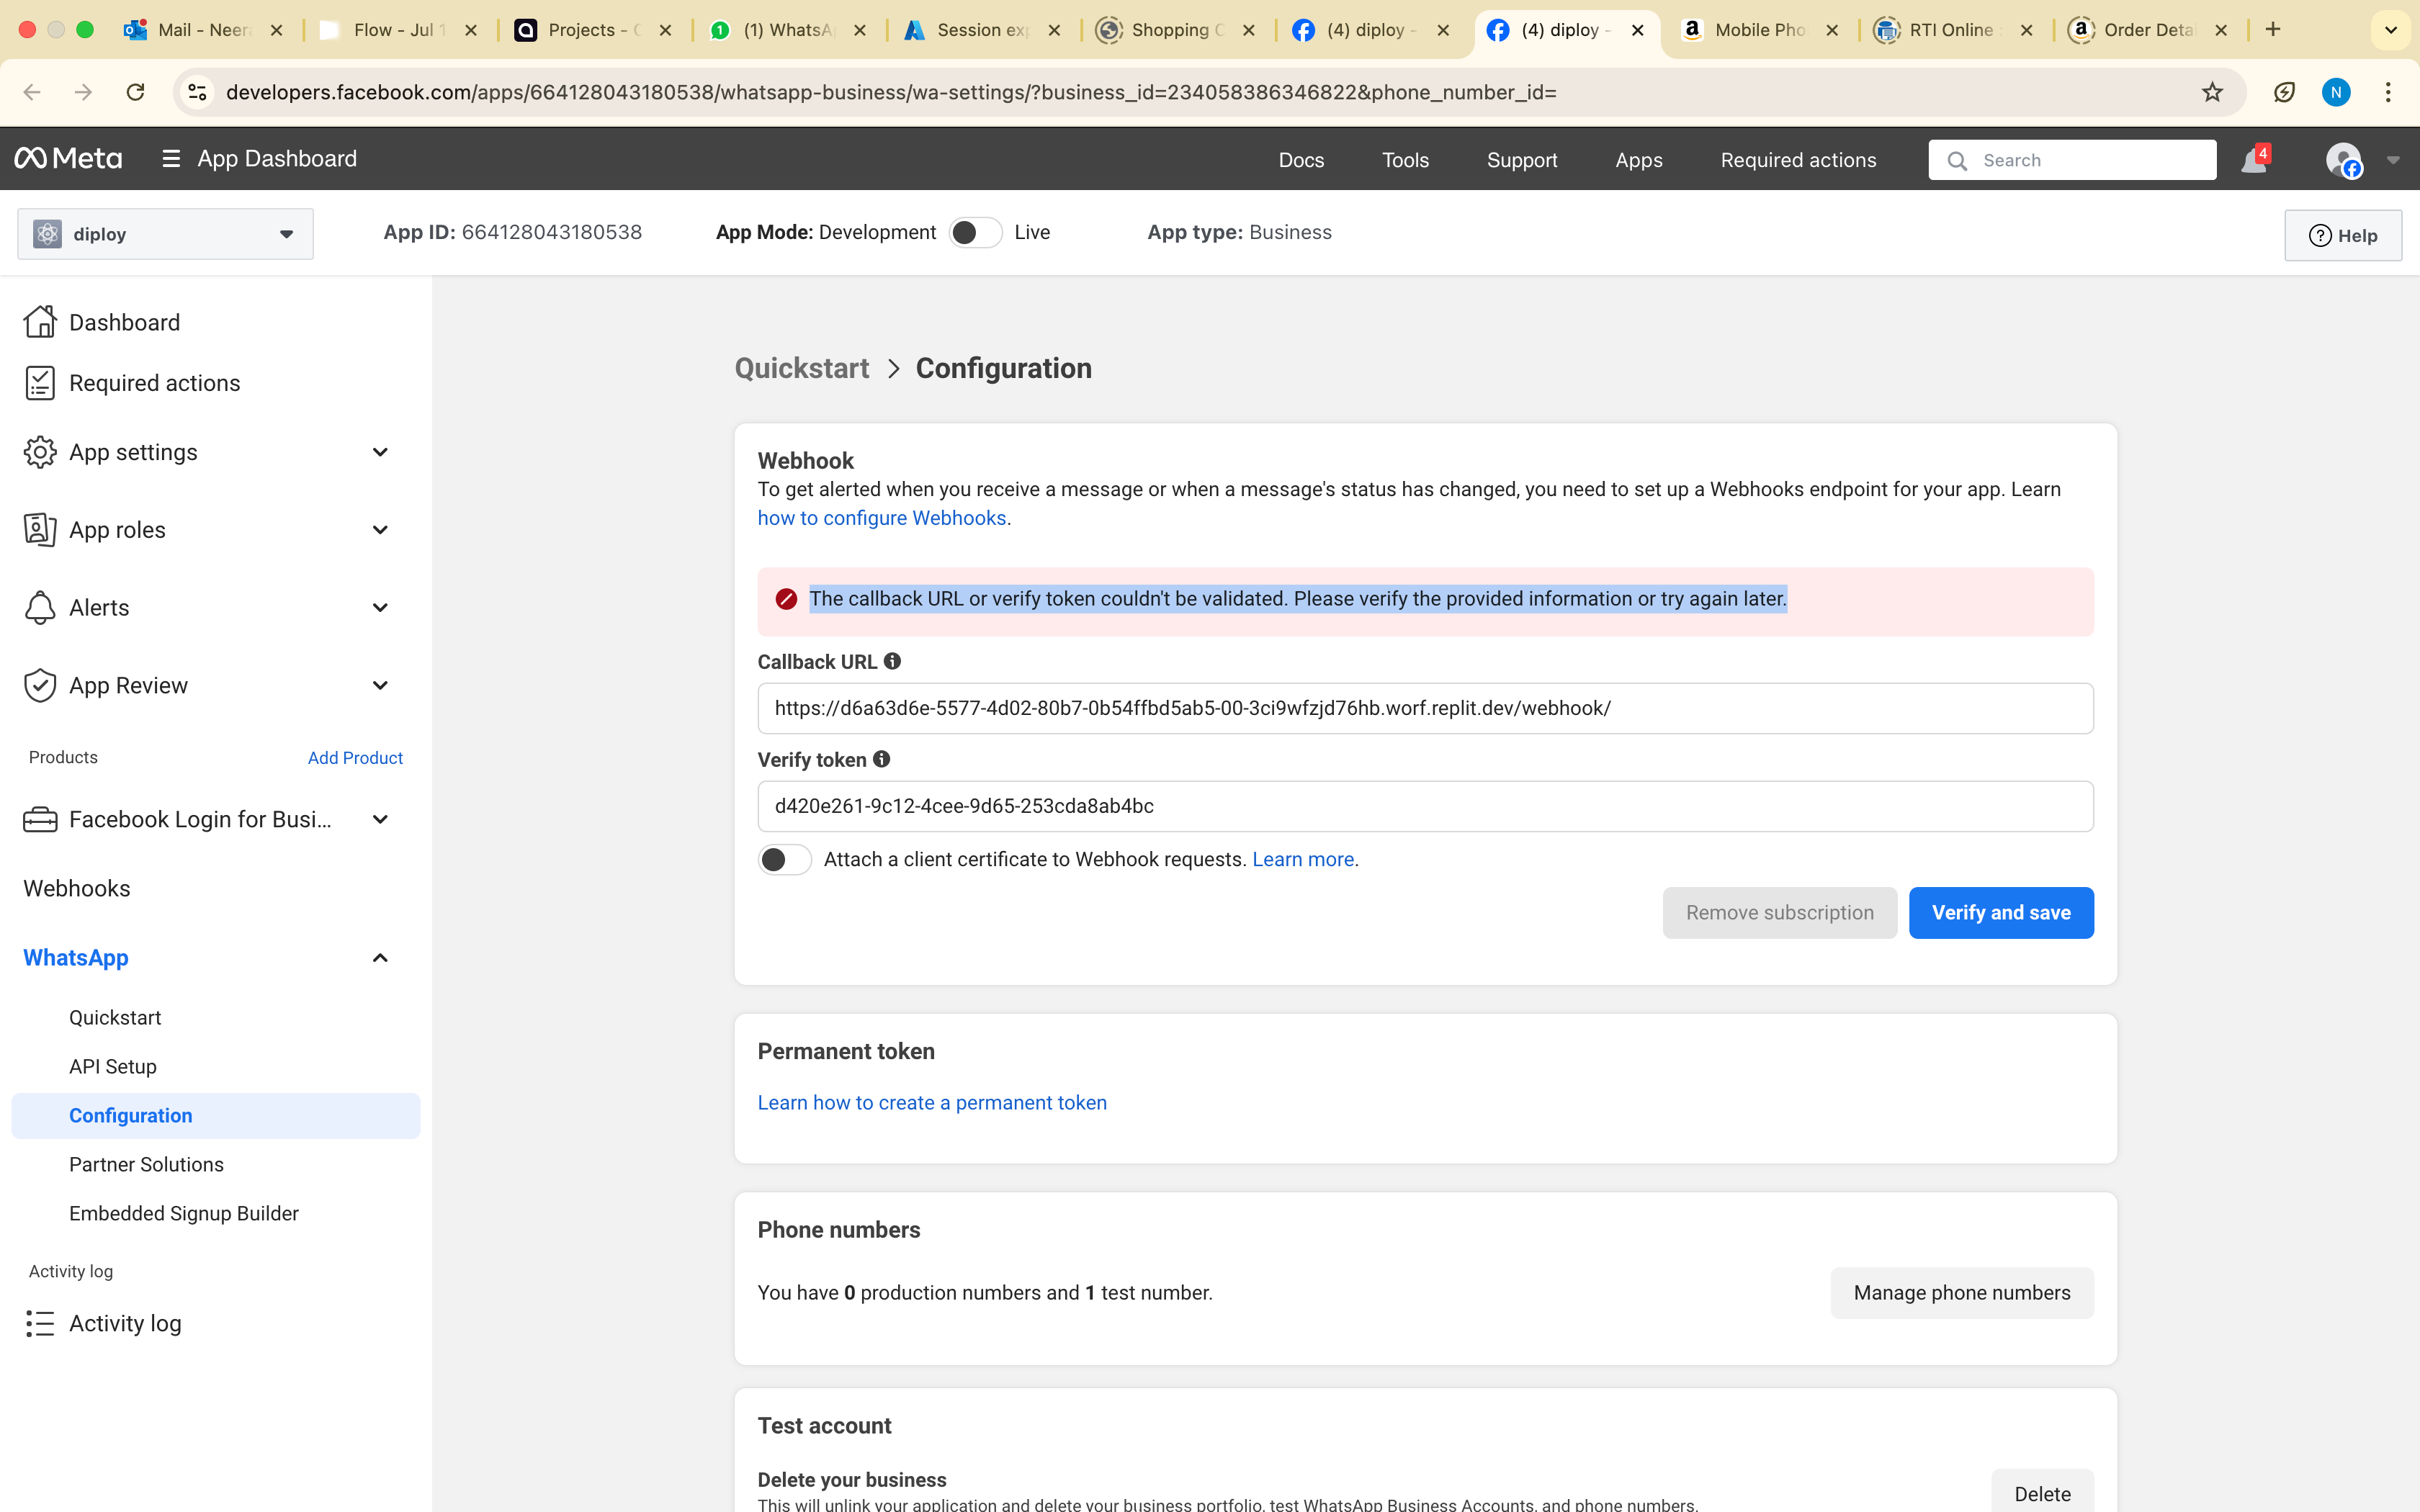 Mail - Neer
Flow - Jul 1
Projects -
(1) WhatsA
Session ex
Shopping C
(4) diploy -
(4) diploy -
Mobile Pho
RTI Online
Order Deta
developers.facebook.com/apps/664128043180538/whatsapp-business/wa-settings/?business_id=234058386346822&phone_number_id=
N
Meta
App Dashboard
Docs
Tools
Support
Apps
Required actions
Search
4
diploy
App ID: 664128043180538
App Mode: Development
Live
App type: Business
Help
Dashboard
Required actions
App settings
App roles
Alerts
App Review
Products
Add Product
Facebook Login for Busi...
Webhooks
WhatsApp
Quickstart
API Setup
Configuration
Partner Solutions
Embedded Signup Builder
Activity log
Activity log
Quickstart > Configuration
Webhook
To get alerted when you receive a message or when a message's status has changed, you need to set up a Webhooks endpoint for your app. Learn
how to configure Webhooks.
The callback URL or verify token couldn't be validated. Please verify the provided information or try again later.
Callback URL
https://d6a63d6e-5577-4d02-80b7-0b54ffbd5ab5-00-3ci9wfzjd76hb.worf.replit.dev/webhook/
Verify token
d420e261-9c12-4cee-9d65-253cda8ab4bc
Attach a client certificate to Webhook requests. Learn more.
Remove subscription
Verify and save
Permanent token
Learn how to create a permanent token
Phone numbers
You have 0 production numbers and 1 test number.
Manage phone numbers
Test account
Delete your business
This will unlink your application and delete your business portfolio, test WhatsApp Business Accounts, and phone numbers.
Delete